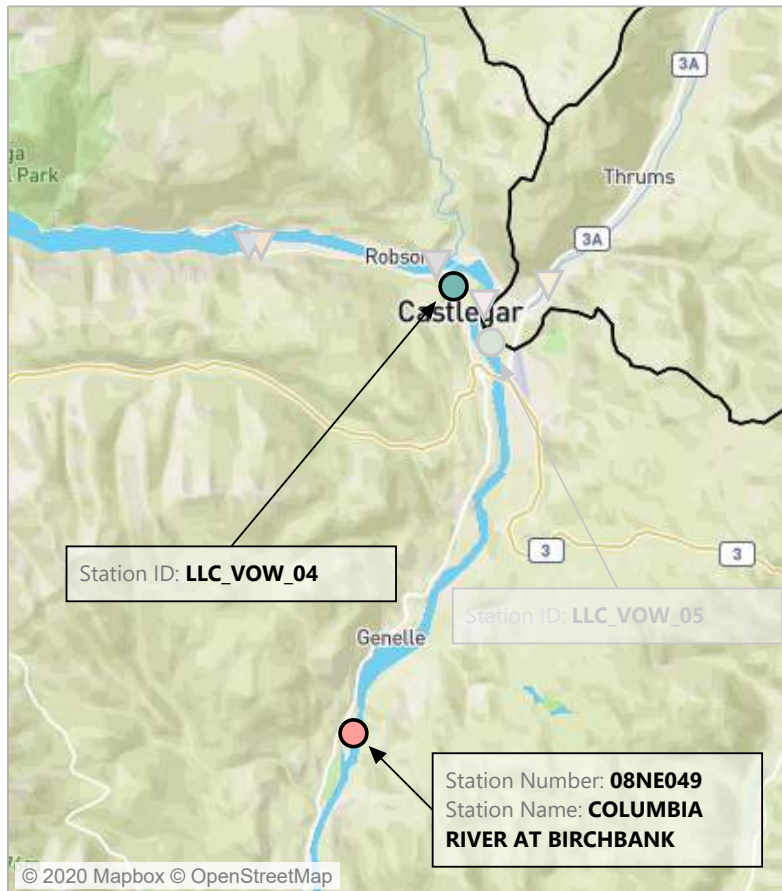 3A
ga
Park
Thrums
3A
Robson
Castlegar
Station ID: LLC_VOW_04
3
3
Station ID: LLC_VOW_05
Genelle
Station Number: 08NE049
Station Name: COLUMBIA
RIVER AT BIRCHBANK
© 2020 Mapbox © OpenStreetMap